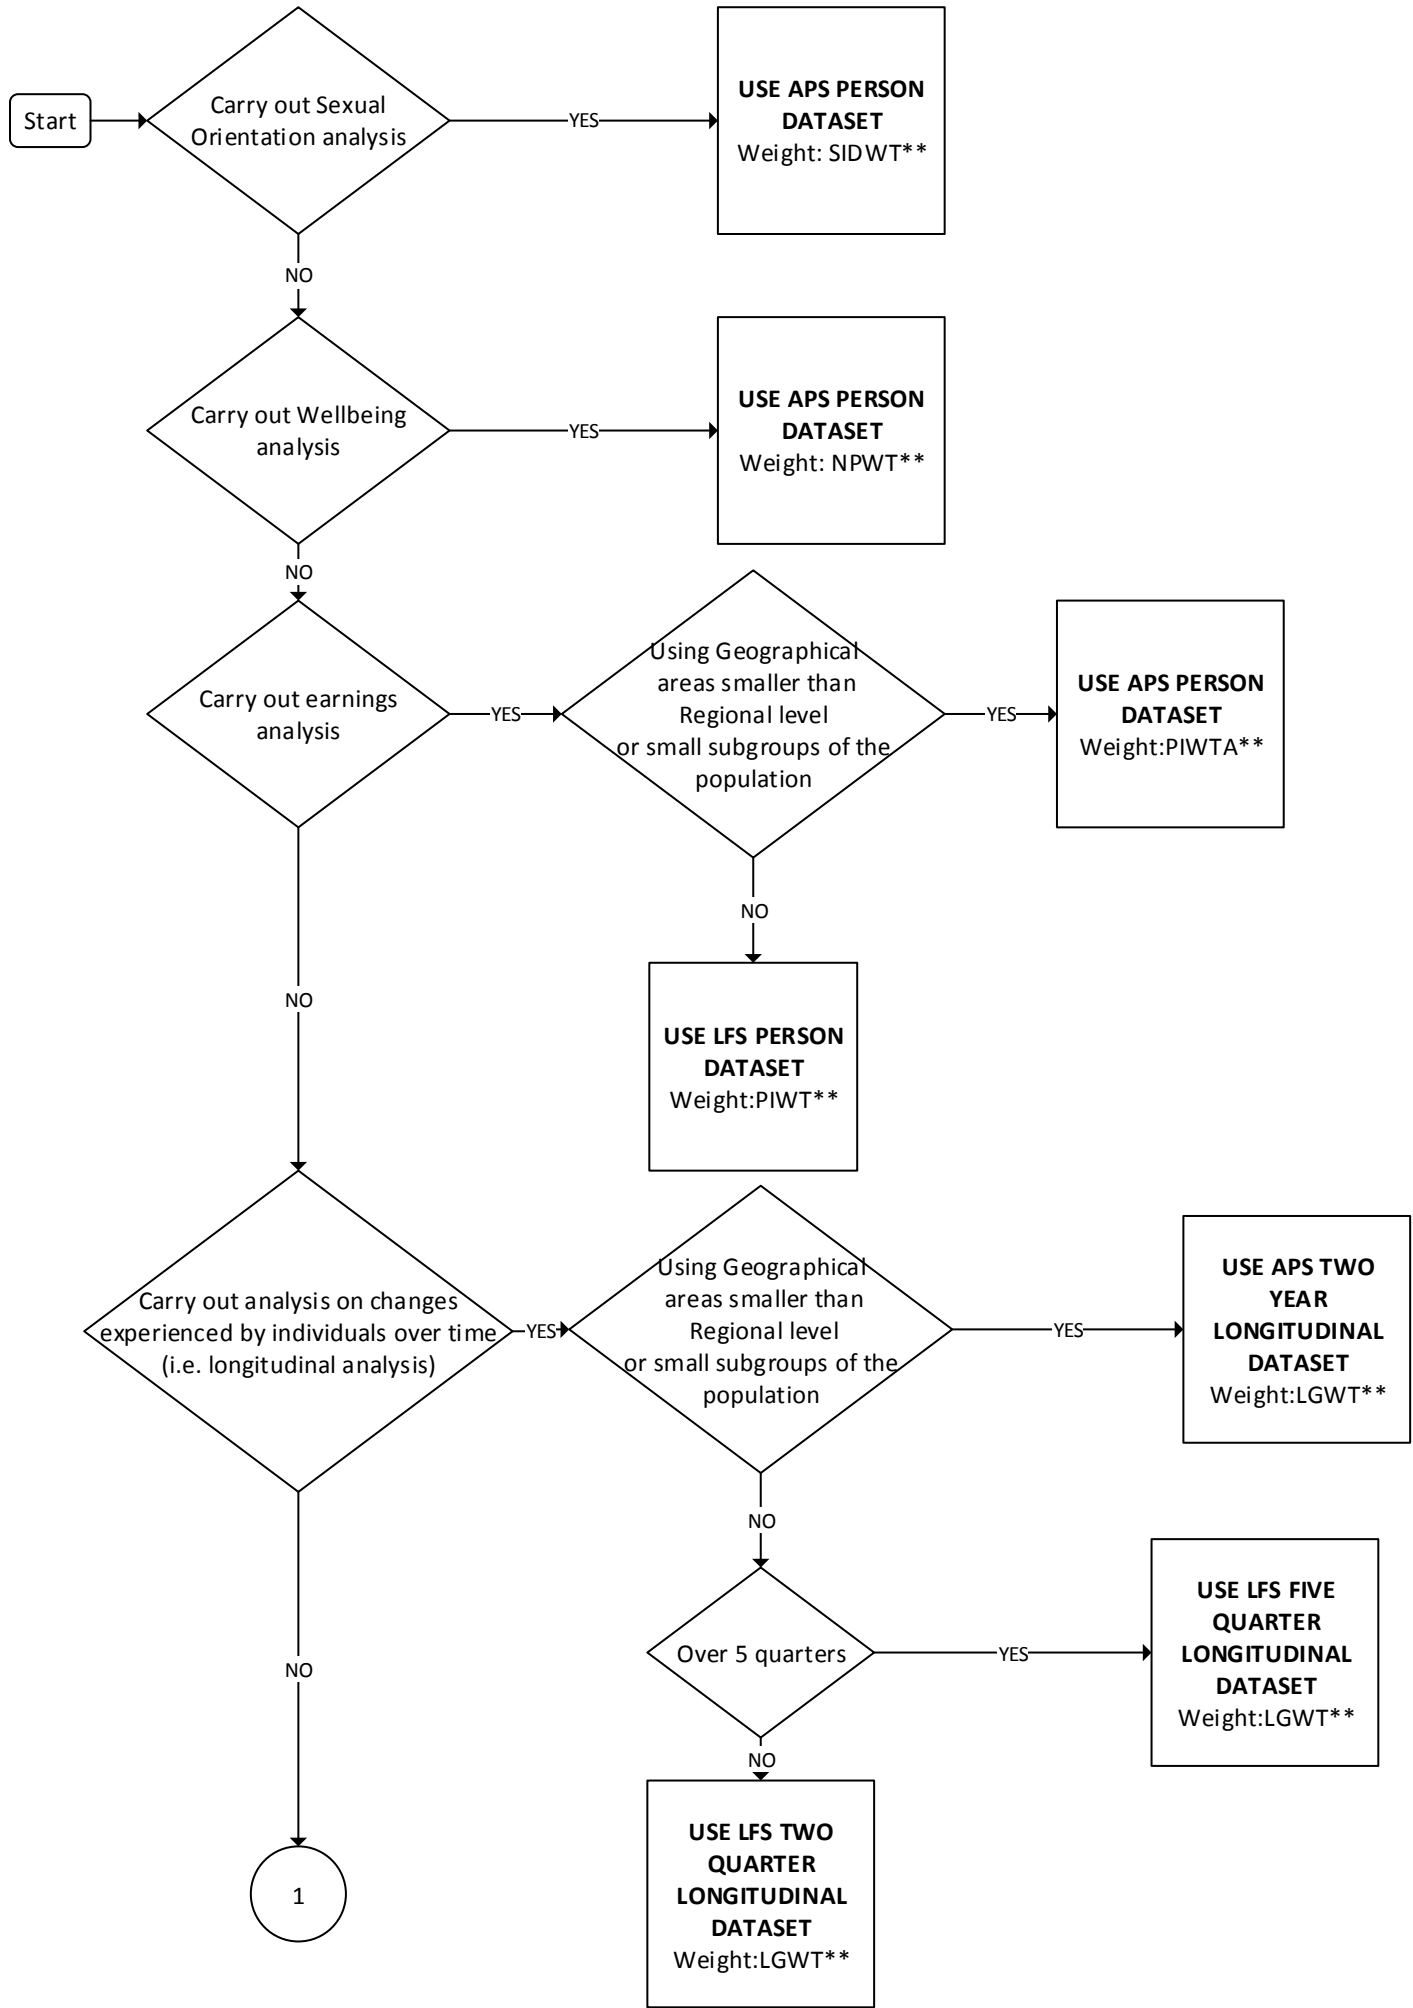 Start
Carry out Sexual
Orientation analysis
YES
USE APS PERSON
DATASET
Weight: SIDWT**
NO
Carry out Wellbeing
analysis
YES
USE APS PERSON
DATASET
Weight: NPWT**
NO
Carry out earnings
analysis
YES
Using Geographical
areas smaller than
Regional level
or small subgroups of the
population
YES
USE APS PERSON
DATASET
Weight:PIWTA**
NO
USE LFS PERSON
DATASET
Weight:PIWT**
NO
Carry out analysis on changes
experienced by individuals over time
(i.e. longitudinal analysis)
YES
Using Geographical
areas smaller than
Regional level
or small subgroups of the
population
YES
USE APS TWO
YEAR
LONGITUDINAL
DATASET
Weight:LGWT**
NO
Over 5 quarters
YES
USE LFS FIVE
QUARTER
LONGITUDINAL
DATASET
Weight:LGWT**
NO
USE LFS TWO
QUARTER
LONGITUDINAL
DATASET
Weight:LGWT**
NO
1